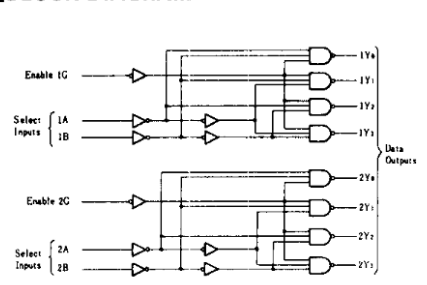 Enable 1G
Select
Inputs
1A
1B
1Y0
1Y1
1Y2
1Y3
Data
Outputs
Enable 2G
Select
Inputs
2A
2B
2Y0
2Y1
2Y2
2Y3